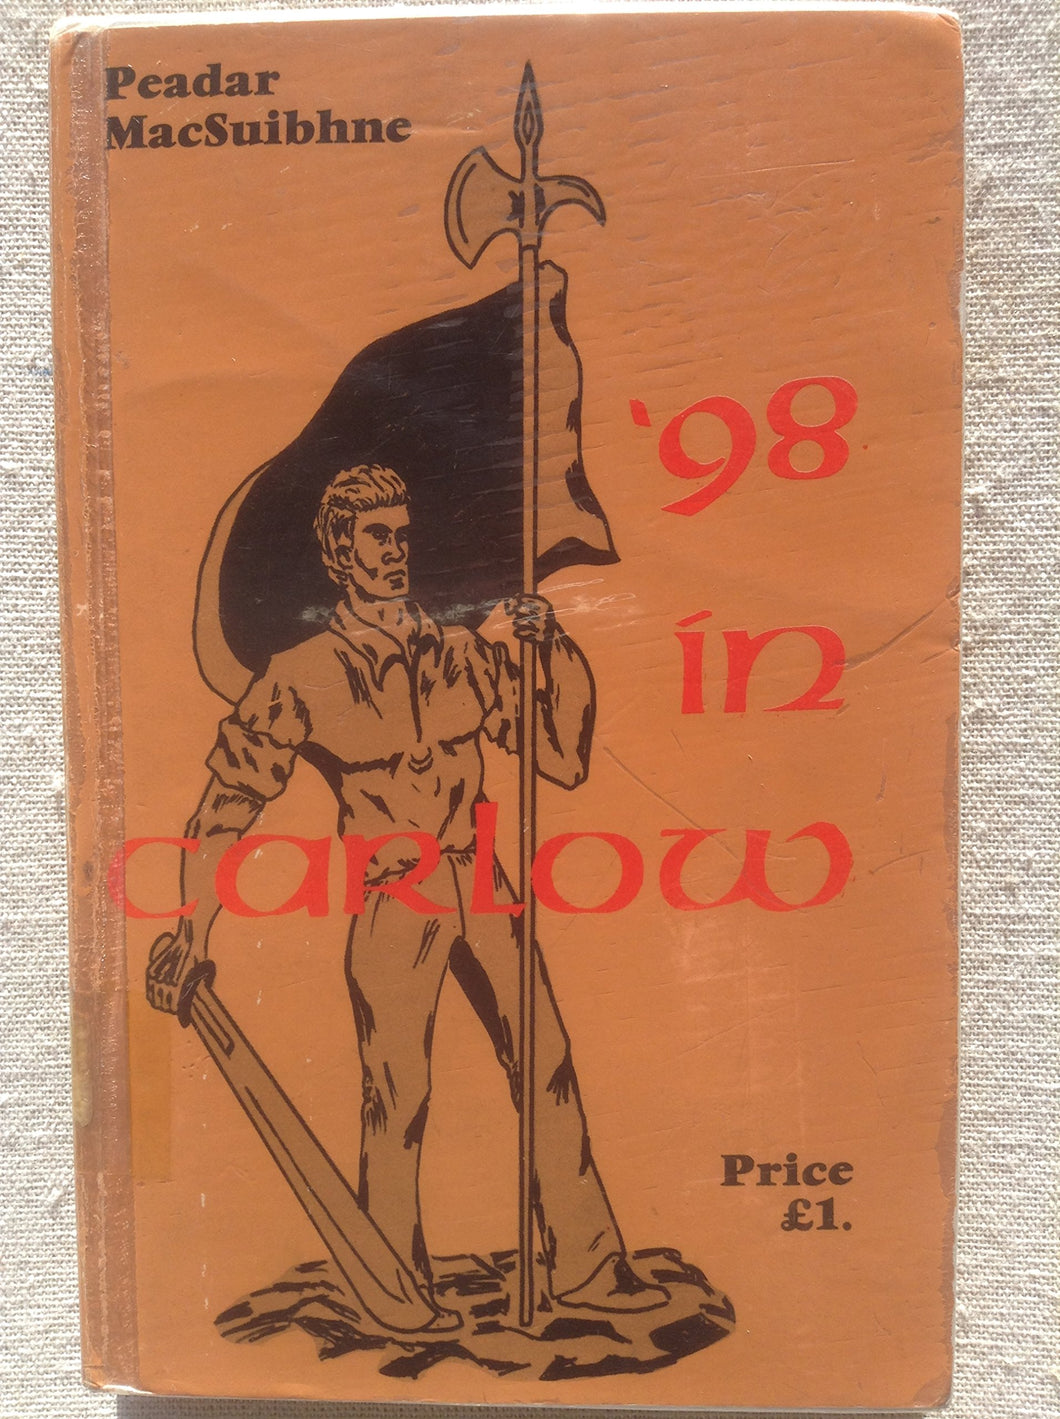 Peadar
MacSuibhne
'98
in
carlow
Price
£1.